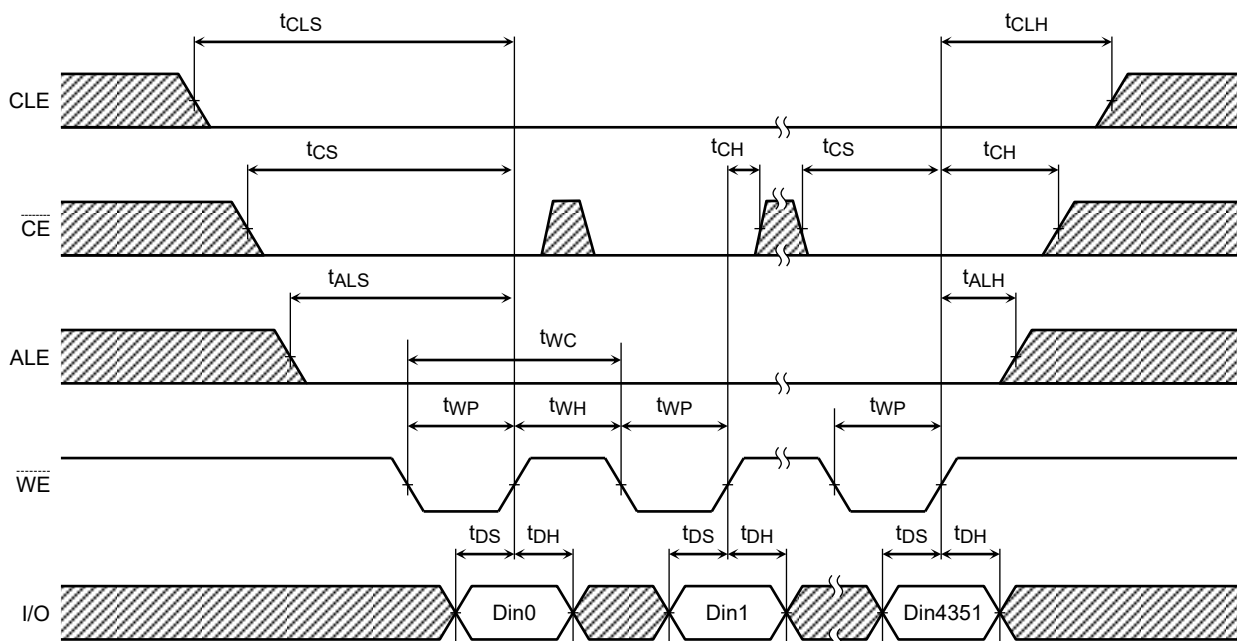 tCLS tCLH
CLE
tCS tCH tCS tCH
CE
tALS tALH
ALE
tWC
tWP tWH tWP tWP
WE
tDS tDH tDS tDH tDS tDH
I/O Din0 Din1 Din4351